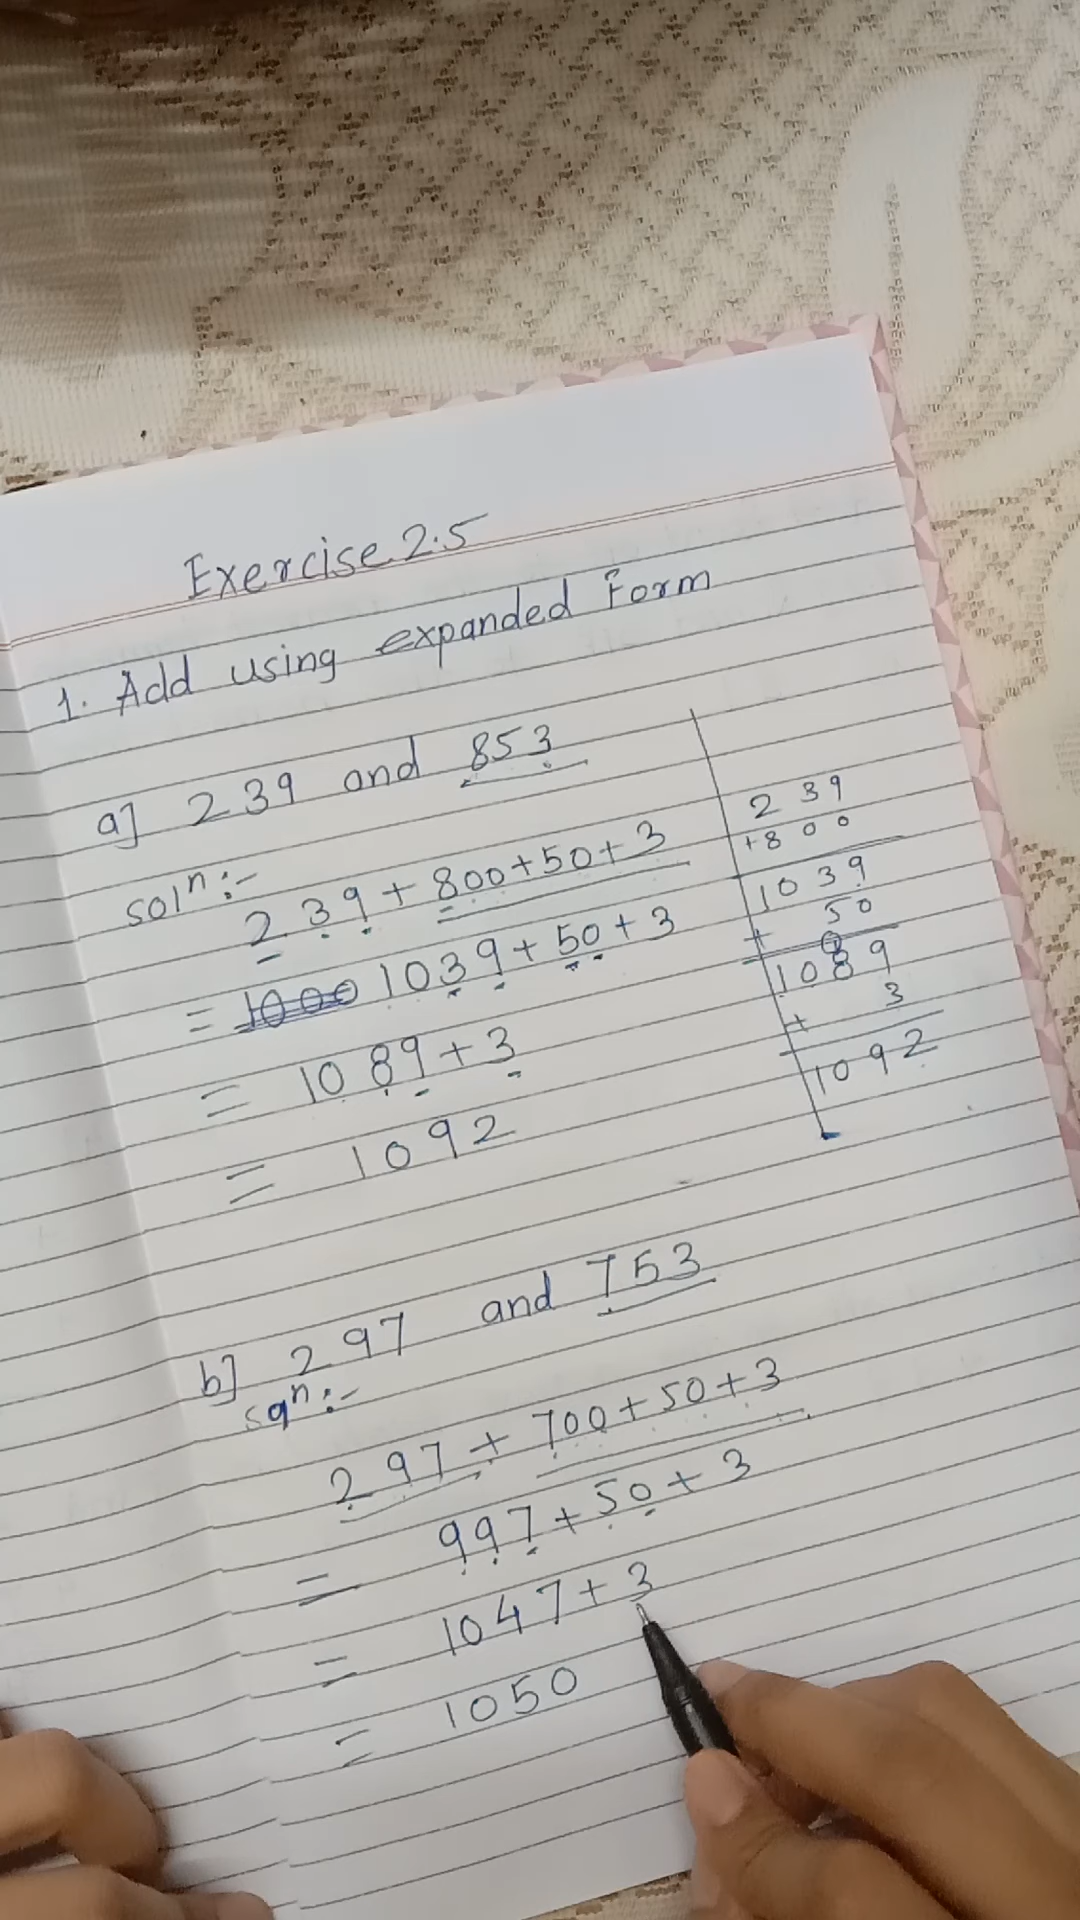 Exercise 2.5
1. Add using expanded form
a] 239 and 853
solⁿ:-
239 + 800 + 50 + 3
= 1039 + 50 + 3
= 1089 + 3
= 1092
239
+800
1039
+ 50
1089
+ 3
1092
b] 297 and 753
solⁿ:-
297 + 700 + 50 + 3
= 997 + 50 + 3
= 1047 + 3
= 1050